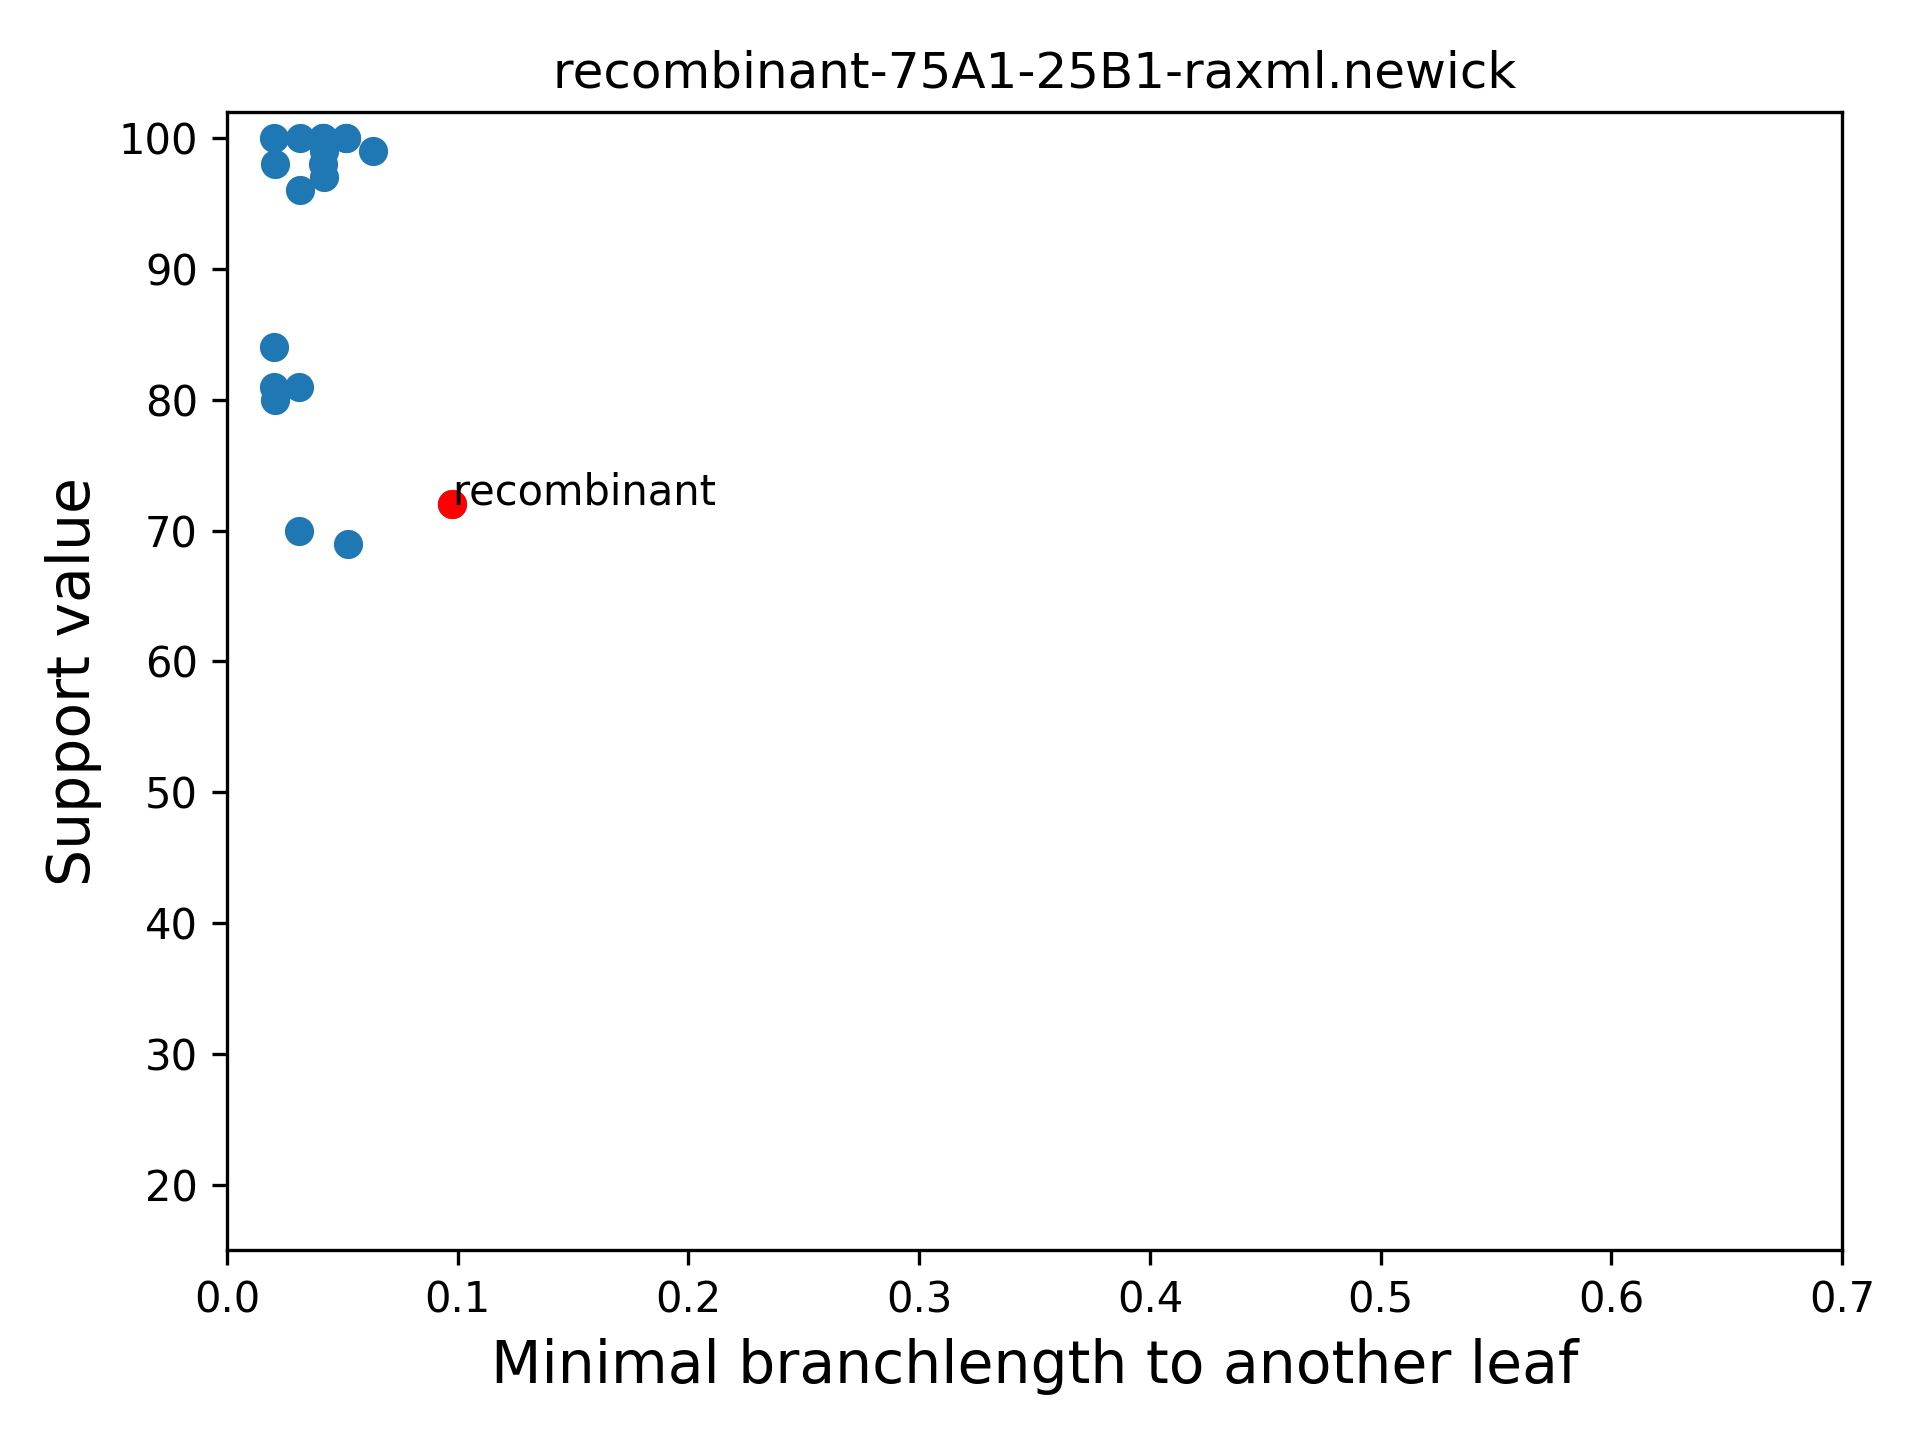 recombinant-75A1-25B1-raxml.newick
100
90
80
70
60
50
40
30
20
Support value
recombinant
0.0 0.1 0.2 0.3 0.4 0.5 0.6 0.7
Minimal branchlength to another leaf